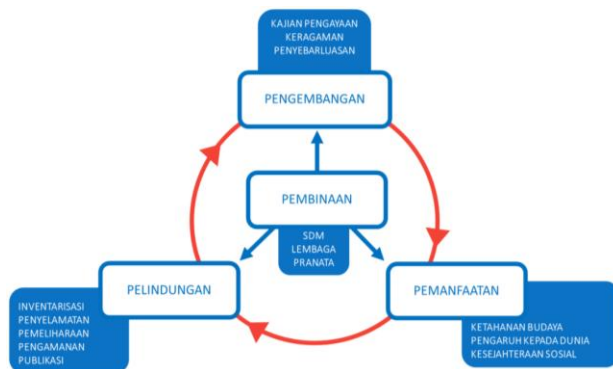 KAJIAN PENGAYAAN
KERAGAMAN
PENYEBARLUASAN
PENGEMBANGAN
PEMBINAAN
SDM
LEMBAGA
PRANATA
PELINDUNGAN
INVENTARISASI
PENYELAMATAN
PEMELIHARAAN
PENGAMANAN
PUBLIKASI
PEMANFAATAN
KETAHANAN BUDAYA
PENGARUH KEPADA DUNIA
KESEJAHTERAAN SOSIAL